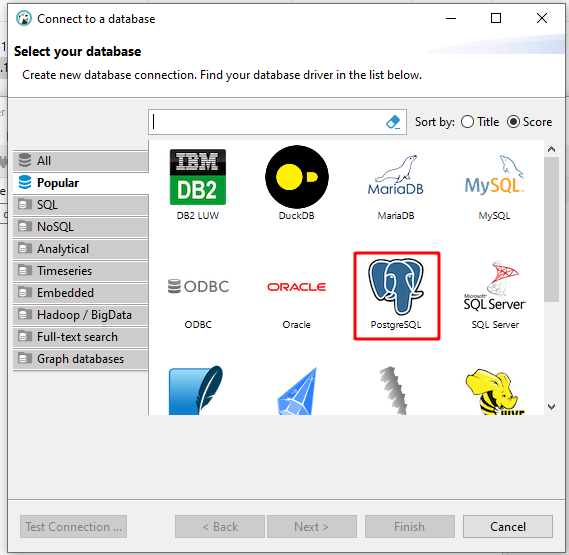 Connect to a database
Select your database
Create new database connection. Find your database driver in the list below.
Sort by: Title Score
All
Popular
SQL
NoSQL
Analytical
Timeseries
Embedded
Hadoop / BigData
Full-text search
Graph databases
IBM
DB2
DB2 LUW
DuckDB
MariaDB
MariaDB
MySQL
MySQL
ODBC
ODBC
ORACLE
Oracle
PostgreSQL
Microsoft
SQL Server
SQL Server
Test Connection ...
< Back
Next >
Finish
Cancel